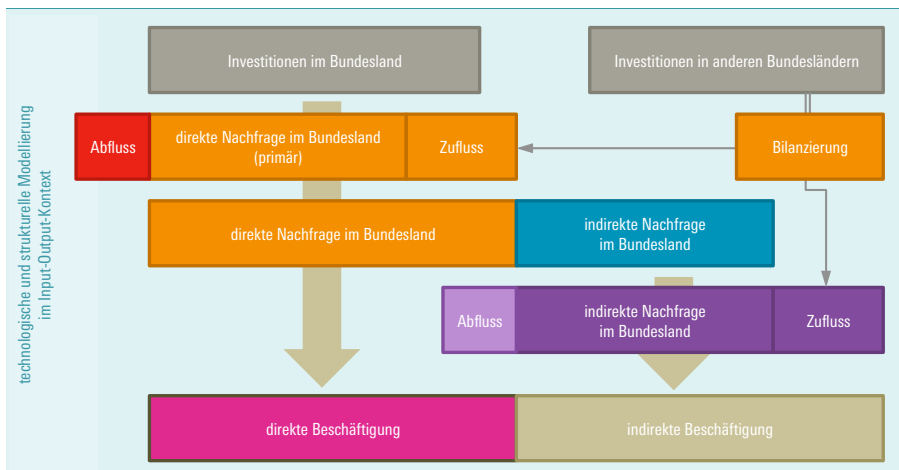 technologische und strukturelle Modellierung
im Input-Output-Kontext
Investitionen im Bundesland
Investitionen in anderen Bundesländern
Abfluss
direkte Nachfrage im Bundesland
(primär)
Zufluss
Bilanzierung
direkte Nachfrage im Bundesland
indirekte Nachfrage
im Bundesland
Abfluss
indirekte Nachfrage
im Bundesland
Zufluss
direkte Beschäftigung
indirekte Beschäftigung